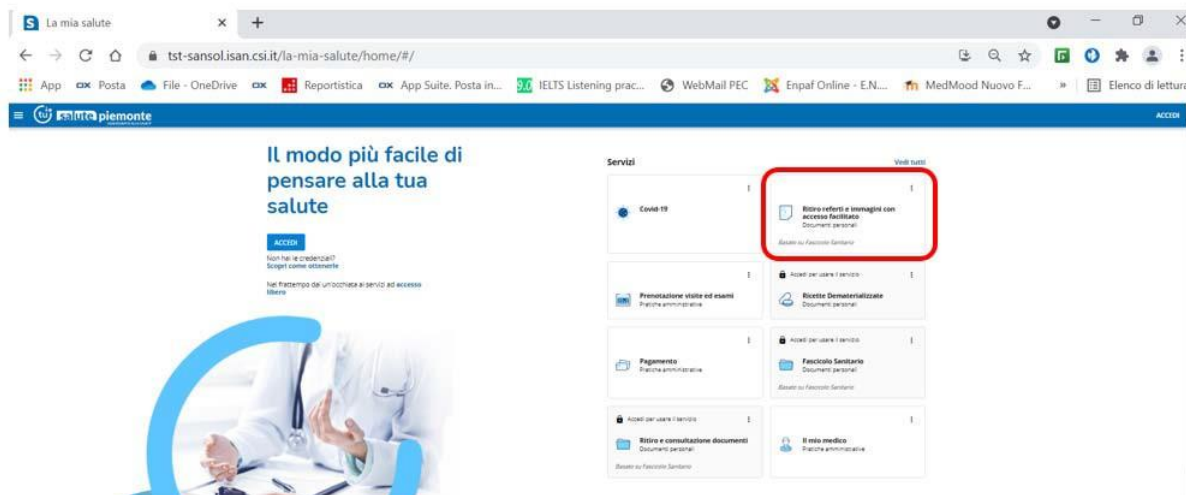 La mia salute
tst-sansol.isan.csi.it/la-mia-salute/home/#/
App
Posta
File - OneDrive
Reportistica
App Suite. Posta in...
IELTS Listening prac...
WebMail PEC
Enpaf Online - E.N....
MedMood Nuovo F...
»
Elenco di lettura
tu salute piemonte
ACCEDI
Il modo più facile di
pensare alla tua
salute
ACCEDI
Non hai le credenziali?
Scopri come ottenerle
Nel frattempo dai un'occhiata ai servizi ad accesso
libero
Servizi
Vedi tutti
Covid-19
Ritiro referti e immagini con
accesso facilitato
Documenti personali
Basato su Fascicolo Sanitario
Prenotazione visite ed esami
Pratiche amministrative
Accedi per usare il servizio
Ricette Dematerializzate
Documenti personali
Pagamento
Pratiche amministrative
Accedi per usare il servizio
Fascicolo Sanitario
Documenti personali
Basato su Fascicolo Sanitario
Accedi per usare il servizio
Ritiro e consultazione documenti
Documenti personali
Basato su Fascicolo Sanitario
Il mio medico
Pratiche amministrative